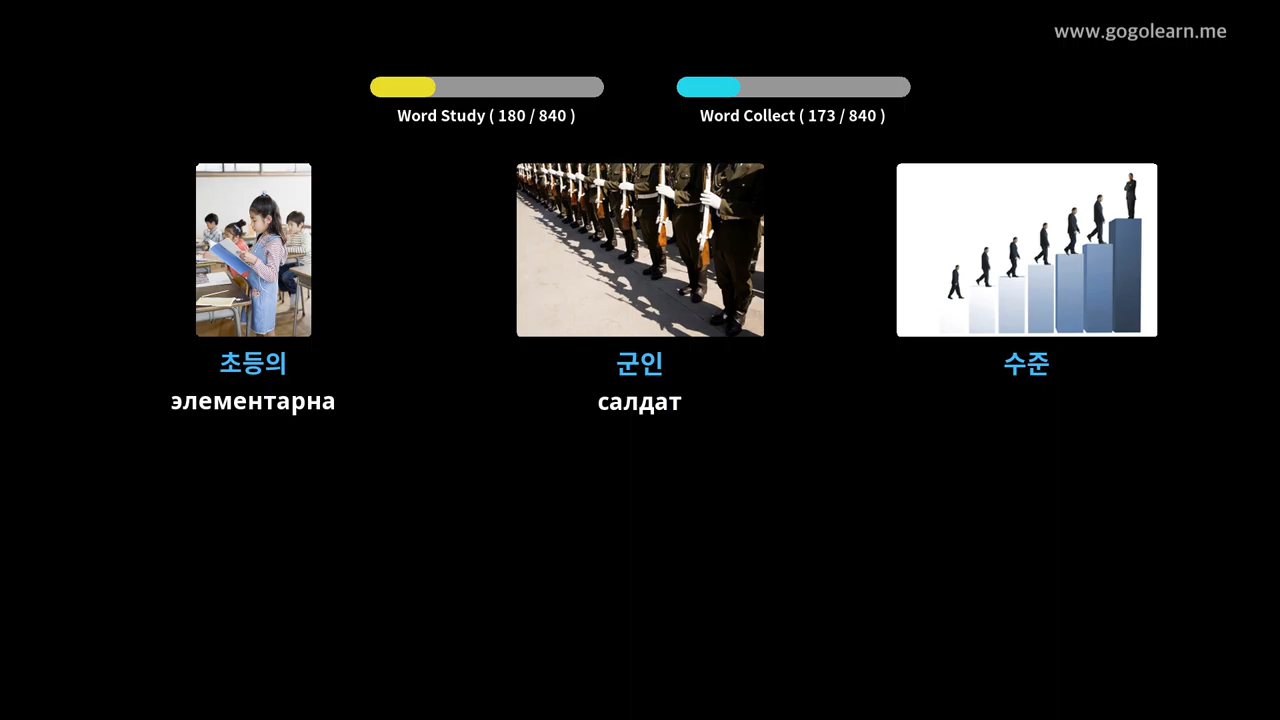 www.gogolearn.me
Word Study ( 180 / 840 )
Word Collect ( 173 / 840 )
초등의
군인
수준
элементарна
салдат